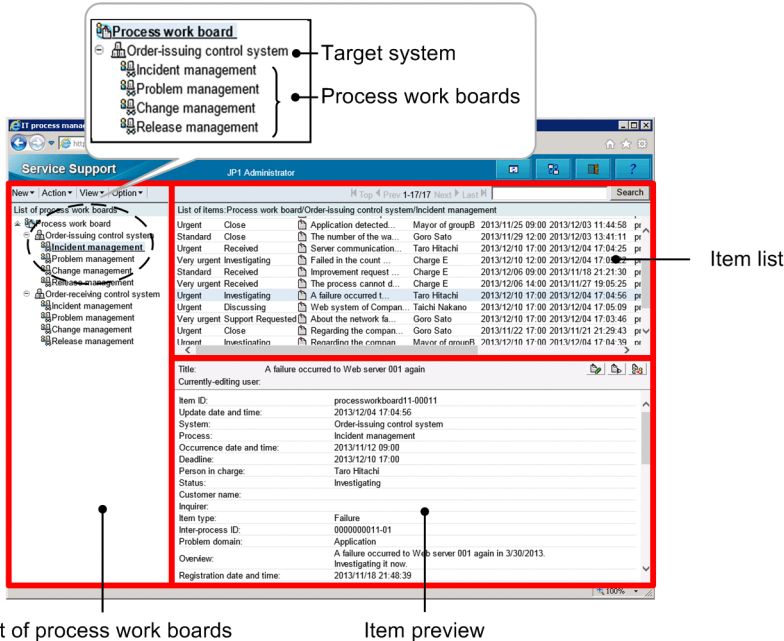 Process work board
Order-issuing control system
Target system
Incident management
Problem management
Process work boards
Change management
Release management
IT process mana
http
Service Support
JP1 Administrator
?
New Action View Option
Top Prev 1-17/17 Next Last
Search
List of process work boards
List of items:Process work board/Order-issuing control system/Incident management
Process work board
Order-issuing control system
Incident management
Problem management
Change management
Release management
Order-receiving control system
Incident management
Problem management
Change management
Release management
Urgent Close Application detected... Mayor of groupB 2013/11/25 09:00 2013/12/03 11:44:58 pr
Standard Close The number of the wa... Goro Sato 2013/11/29 12:00 2013/12/03 13:41:11 pr
Urgent Received Server communication... Taro Hitachi 2013/12/10 17:00 2013/12/04 17:04:25 pr
Very urgent Investigating Failed in the count ... Charge E 2013/12/10 12:00 2013/12/04
Standard Received Improvement request ... Charge E 2013/12/06 09:00 2013/11/18 21:21:30 pr
Very urgent Received The process cannot d... Charge E 2013/12/06 14:00 2013/11/27 19:05:25 pr
Urgent Investigating A failure occurred t... Taro Hitachi 2013/12/10 17:00 2013/12/04 17:04:56 pr
Urgent Discussing Web system of Compan... Taichi Nakano 2013/12/10 17:00 2013/12/04 17:05:09 pr
Very urgent Support Requested About the network fa... Goro Sato 2013/12/10 17:00 2013/12/04 17:03:46 pr
Urgent Close Regarding the compan... Goro Sato 2013/11/22 17:00 2013/11/21 21:29:43 pr
Urgent Investigating Regarding the compan... Mayor of groupB 2013/12/10 17:00 2013/12/04 17:04:39 pr
Item list
Title: A failure occurred to Web server 001 again
Currently-editing user:
Item ID: processworkboard11-00011
Update date and time: 2013/12/04 17:04:56
System: Order-issuing control system
Process: Incident management
Occurrence date and time: 2013/11/12 09:00
Deadline: 2013/12/10 17:00
Person in charge: Taro Hitachi
Status: Investigating
Customer name:
Inquirer:
Item type: Failure
Inter-process ID: 0000000011-01
Problem domain: Application
Overview: A failure occurred to Web server 001 again in 3/30/2013.
Investigating it now.
Registration date and time: 2013/11/18 21:48:39
100%
t of process work boards
Item preview